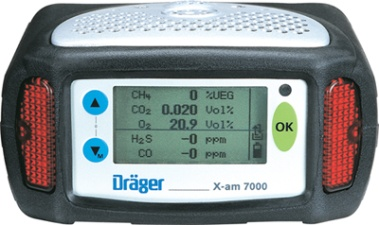 CH₄ 0 %UEG
CO₂ 0.020 Vol%
O₂ 20.9 Vol%
H₂S -0 ppm
CO -0 ppm
OK
M
Dräger X-am 7000